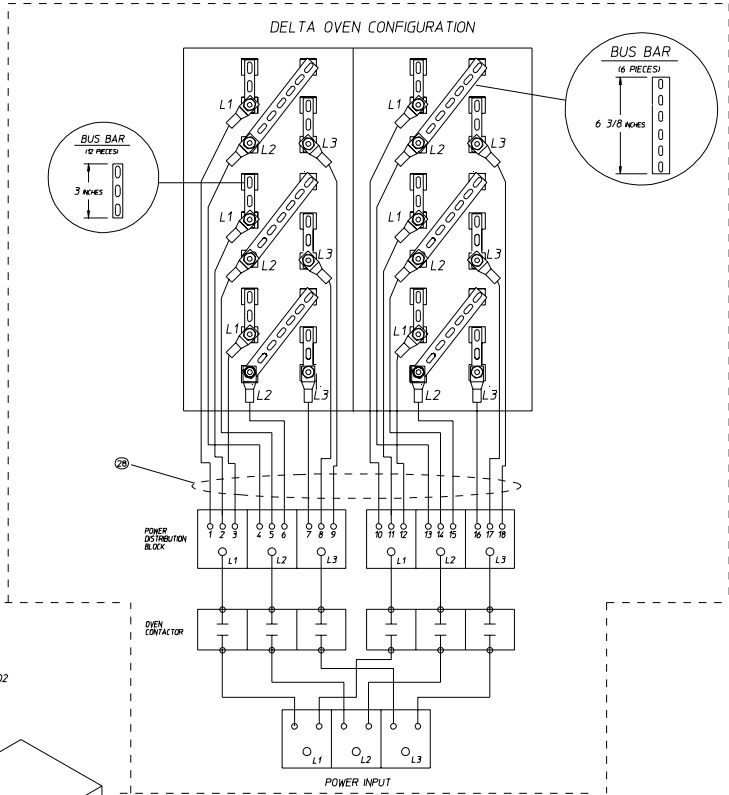 DELTA OVEN CONFIGURATION
BUS BAR
(6 PIECES)
6 3/8 INCHES
BUS BAR
(12 PIECES)
3 INCHES
L1
L2
L3
L1
L2
L3
L1
L2
L3
L1
L2
L3
L1
L2
L3
L1
L2
L3
28
POWER
DISTRIBUTION
BLOCK
1 2 3 4 5 6 7 8 9 10 11 12 13 14 15 16 17 18
L1 L2 L3 L1 L2 L3
OVEN
CONTACTOR
02
L1 L2 L3
POWER INPUT